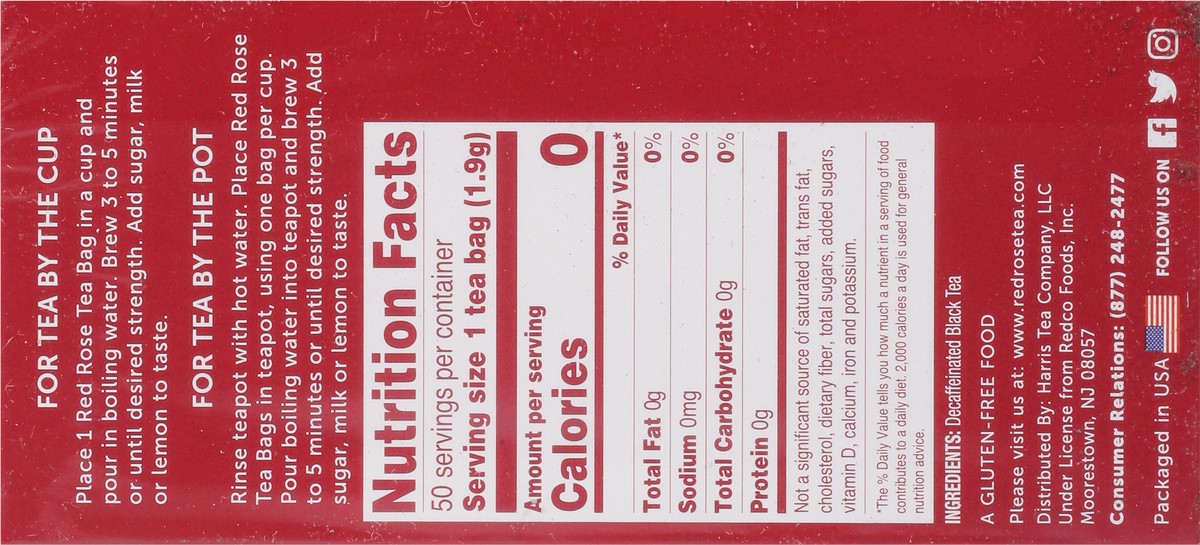 FOR TEA BY THE CUP
Place 1 Red Rose Tea Bag in a cup and
pour in boiling water. Brew 3 to 5 minutes
or until desired strength. Add sugar, milk
or lemon to taste.
FOR TEA BY THE POT
Rinse teapot with hot water. Place Red Rose
Tea Bags in teapot, using one bag per cup.
Pour boiling water into teapot and brew 3
to 5 minutes or until desired strength. Add
sugar, milk or lemon to taste.
Nutrition Facts
50 servings per container
Serving size 1 tea bag (1.9g)
Amount per serving
Calories 0
% Daily Value*
Total Fat 0g 0%
Sodium 0mg 0%
Total Carbohydrate 0g 0%
Protein 0g
Not a significant source of saturated fat, trans fat,
cholesterol, dietary fiber, total sugars, added sugars,
vitamin D, calcium, iron and potassium.
*The % Daily Value tells you how much a nutrient in a serving of food
contributes to a daily diet. 2,000 calories a day is used for general
nutrition advice.
INGREDIENTS: Decaffeinated Black Tea
A GLUTEN-FREE FOOD
Please visit us at: www.redrosetea.com
Distributed By: Harris Tea Company, LLC
Under License from Redco Foods, Inc.
Moorestown, NJ 08057
Consumer Relations: (877) 248-2477
Packaged in USA FOLLOW US ON